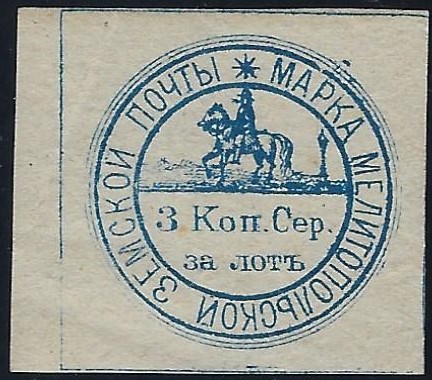 МАРКА МЕЛИТОПОЛЬСКОЙ ЗЕМСКОЙ ПОЧТЫ
3 Коп. Сер.
за лотъ